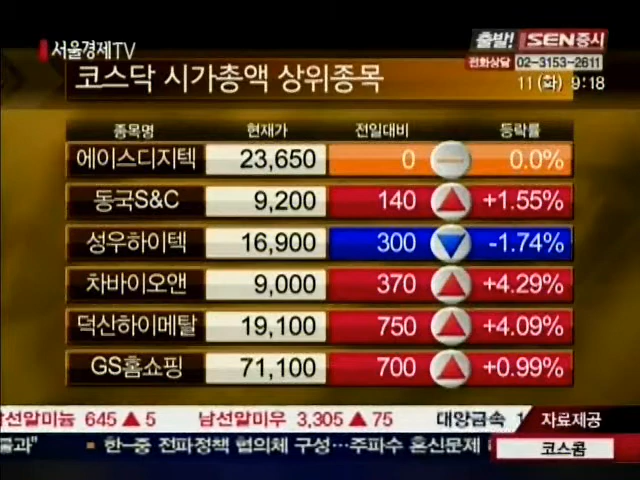 서울경제TV
출발! SEN증시
전화상담 02-3153-2611
11(화) 9:18
코스닥 시가총액 상위종목
종목명 현재가 전일대비 등락률
에이스디지텍 23,650 0 0.0%
동국S&C 9,200 140 ▲ +1.55%
성우하이텍 16,900 300 ▼ -1.74%
차바이오앤 9,000 370 ▲ +4.29%
덕산하이메탈 19,100 750 ▲ +4.09%
GS홈쇼핑 71,100 700 ▲ +0.99%
남선알미늄 645 ▲ 5 남선알미우 3,305 ▲ 75 대양금속
자료제공
■ 한-중 전파정책 협의체 구성…주파수 혼신문제
코스콤